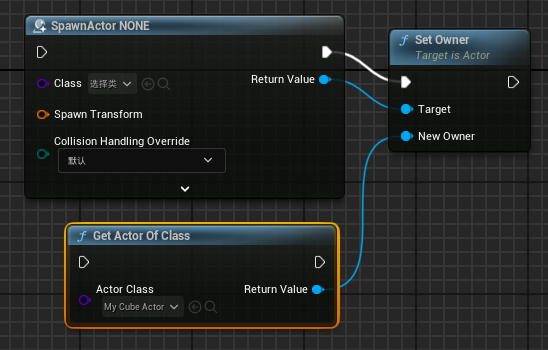 SpawnActor NONE
Class 选择类
Return Value
Spawn Transform
Collision Handling Override
默认
f Set Owner
Target is Actor
Target
New Owner
f Get Actor Of Class
Actor Class
My Cube Actor
Return Value